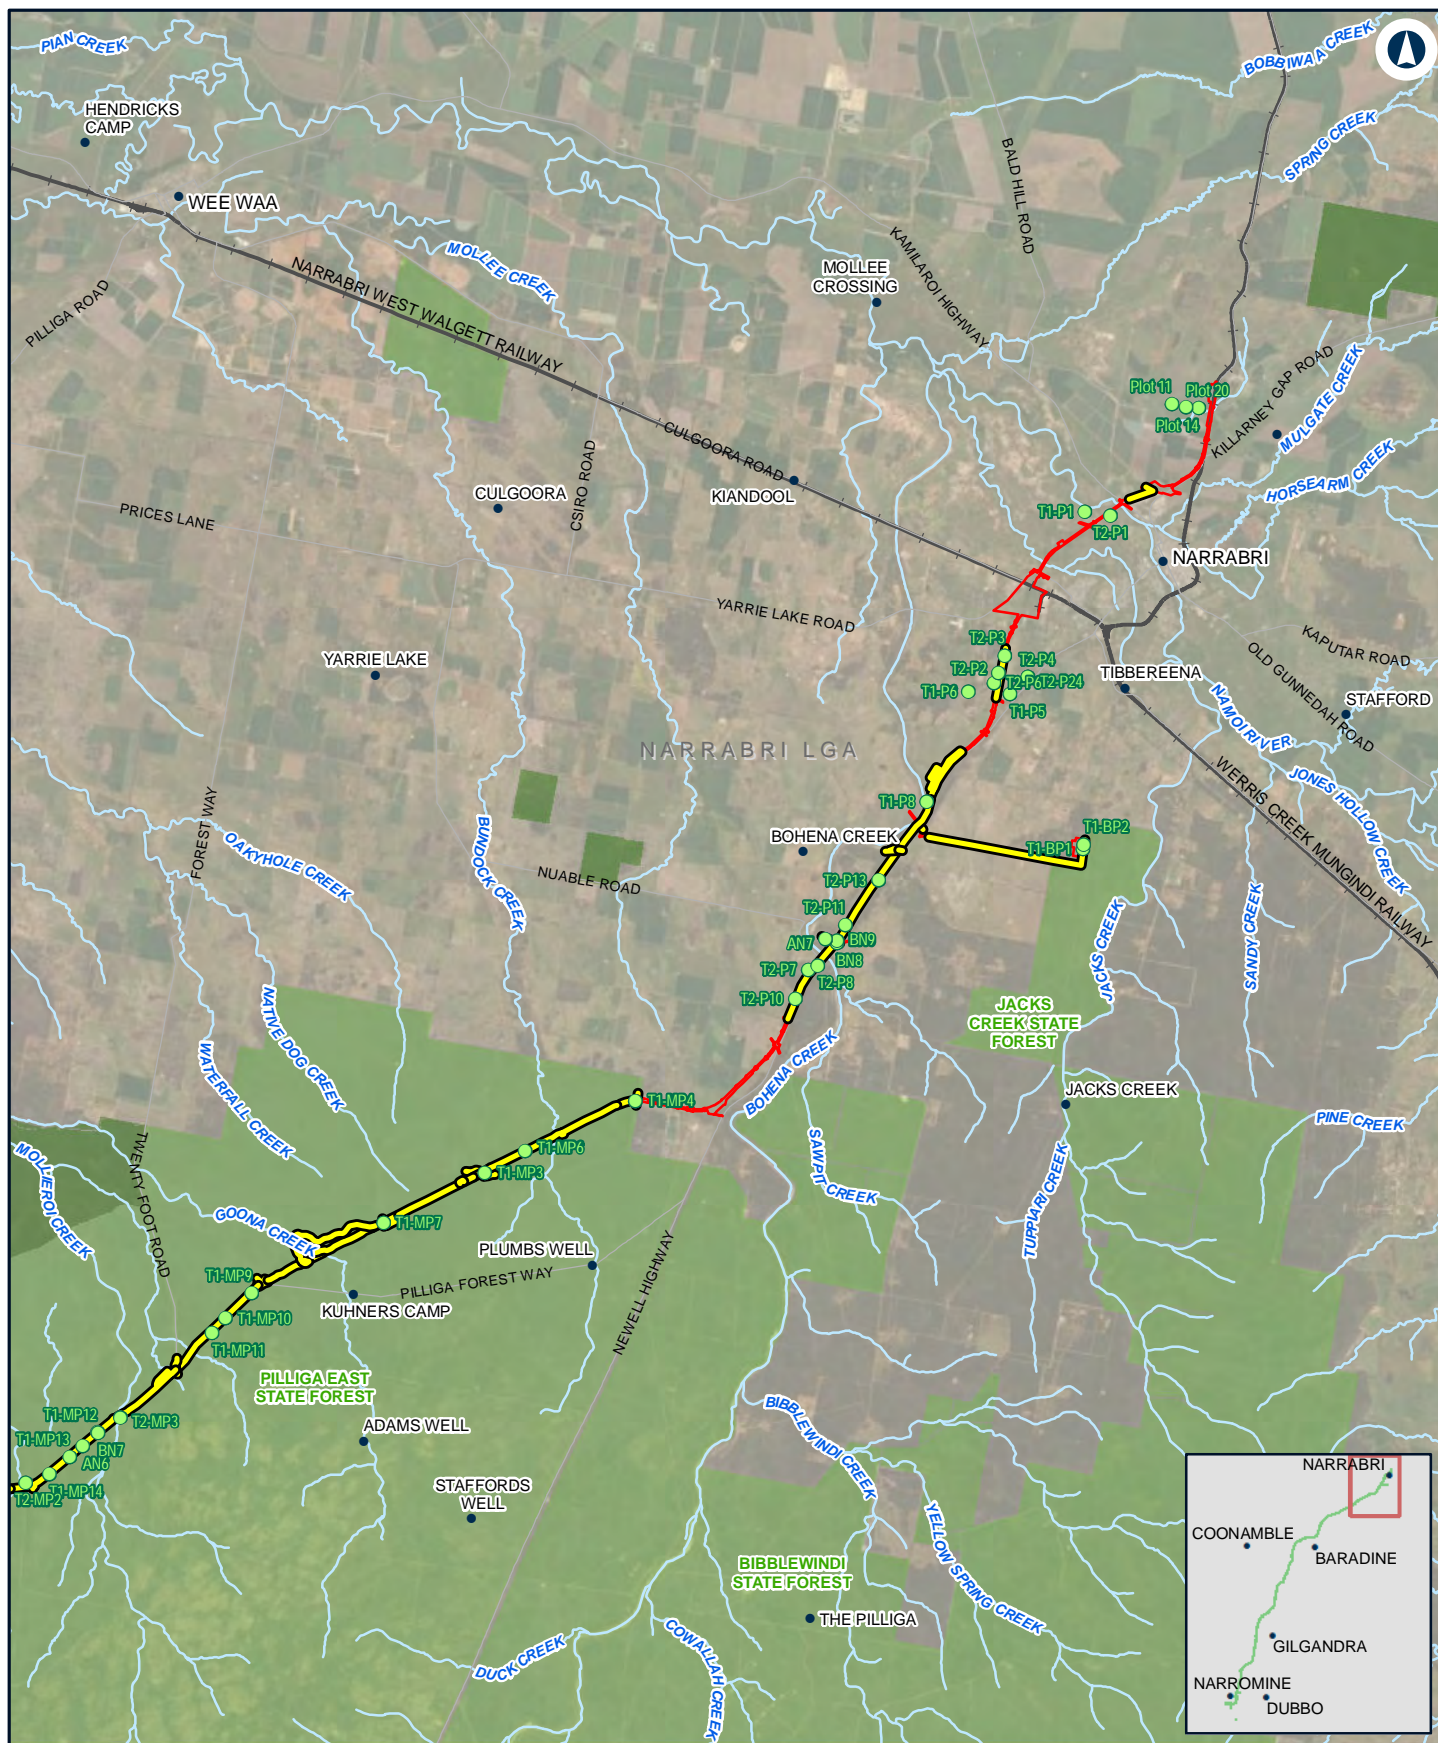 PIAN CREEK
BOBBIWAA CREEK
HENDRICKS
CAMP
SPRING CREEK
BALD HILL ROAD
WEE WAA
KAMILAROI HIGHWAY
MOLLEE CREEK
MOLLEE
CROSSING
NARRABRI WEST WALGETT RAILWAY
PILLIGA ROAD
KILLARNEY GAP ROAD
MULGATE CREEK
Plot 11
Plot 20
Plot 14
CULGOORA ROAD
CSIRO ROAD
HORSEARM CREEK
CULGOORA
KIANDOOL
PRICES LANE
T1-P1
T2-P1
NARRABRI
YARRIE LAKE ROAD
KAPUTAR ROAD
OLD GUNNEDAH ROAD
YARRIE LAKE
T2-P3
T2-P4
T2-P2
T2-P6
T2-P24
T1-P6
T1-P5
TIBBEREENA
STAFFORD
NAMOI RIVER
NARRABRI LGA
WERRIS CREEK MUNGINDI RAILWAY
JONES HOLLOW CREEK
FOREST WAY
OAKYHOLE CREEK
BUNDOCK CREEK
T1-P8
BOHENA CREEK
T1-BP2
T1-BP1
NUABLE ROAD
T2-P13
T2-P11
AN7
BN9
BN8
T2-P7
T2-P8
T2-P10
JACKS CREEK
SANDY CREEK
NATIVE DOG CREEK
WATERFALL CREEK
JACKS
CREEK STATE
FOREST
BOHENA CREEK
JACKS CREEK
T1-MP4
PINE CREEK
MOLLIEROI CREEK
TWENTY FOOT ROAD
T1-MP6
T1-MP3
SAWPIT CREEK
TUPPIARI CREEK
GOONA CREEK
T1-MP7
PLUMBS WELL
NEWELL HIGHWAY
T1-MP9
PILLIGA FOREST WAY
KUHNERS CAMP
T1-MP10
T1-MP11
PILLIGA EAST
STATE FOREST
T1-MP12
T2-MP3
ADAMS WELL
T1-MP13
BN7
AN6
T1-MP14
T2-MP2
BIBBLEWINDI CREEK
STAFFORDS
WELL
YELLOW SPRING CREEK
BIBBLEWINDI
STATE FOREST
THE PILLIGA
DUCK CREEK
COWALLAH CREEK
NARRABRI
COONAMBLE
BARADINE
GILGANDRA
NARROMINE
DUBBO